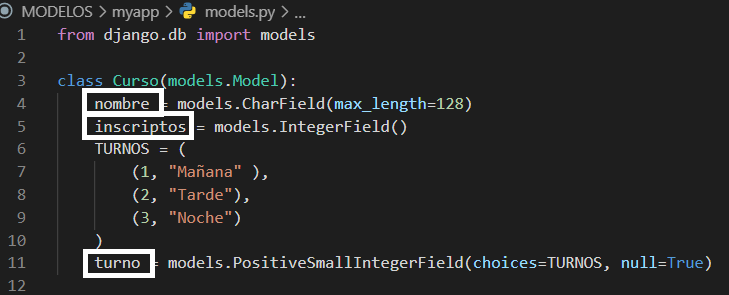 MODELOS > myapp > models.py > ...
1 from django.db import models
2
3 class Curso(models.Model):
4 nombre = models.CharField(max_length=128)
5 inscriptos = models.IntegerField()
6 TURNOS = (
7 (1, "Mañana" ),
8 (2, "Tarde"),
9 (3, "Noche")
10 )
11 turno = models.PositiveSmallIntegerField(choices=TURNOS, null=True)
12